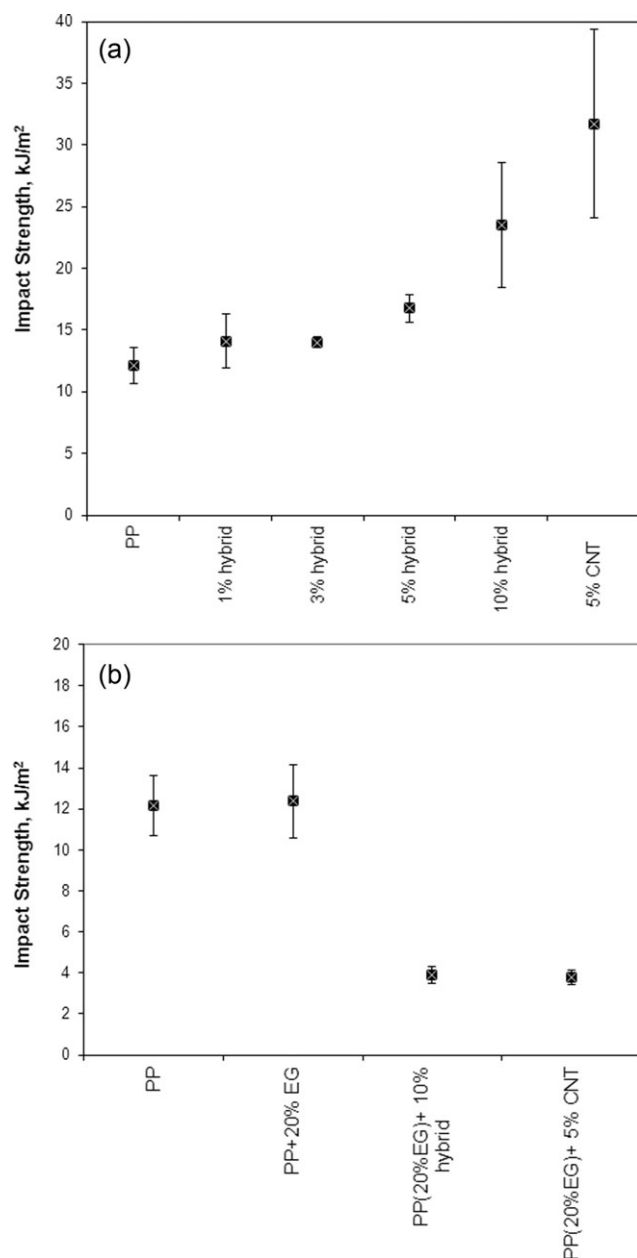 (a)
Impact Strength, kJ/m²
40
35
30
25
20
15
10
5
0
PP
1% hybrid
3% hybrid
5% hybrid
10% hybrid
5% CNT
(b)
Impact Strength, kJ/m²
20
18
16
14
12
10
8
6
4
2
0
PP
PP+20% EG
PP(20%EG)+ 10%
hybrid
PP(20%EG)+ 5% CNT